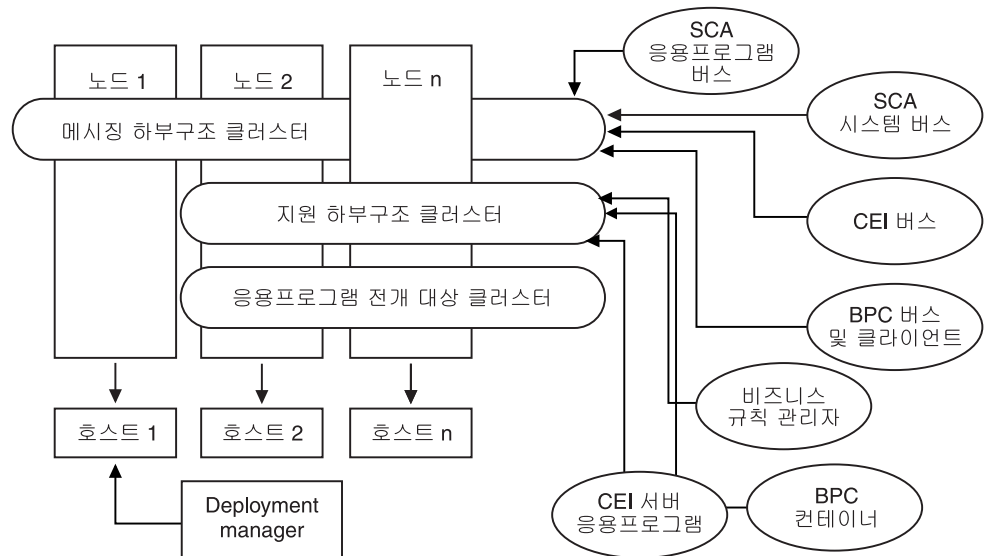 SCA
응용프로그램
버스
노드 1
노드 2
노드 n
메시징 하부구조 클러스터
SCA
시스템 버스
지원 하부구조 클러스터
CEI 버스
응용프로그램 전개 대상 클러스터
BPC 버스
및 클라이언트
비즈니스
규칙 관리자
호스트 1
호스트 2
호스트 n
Deployment
manager
CEI 서버
응용프로그램
BPC
컨테이너